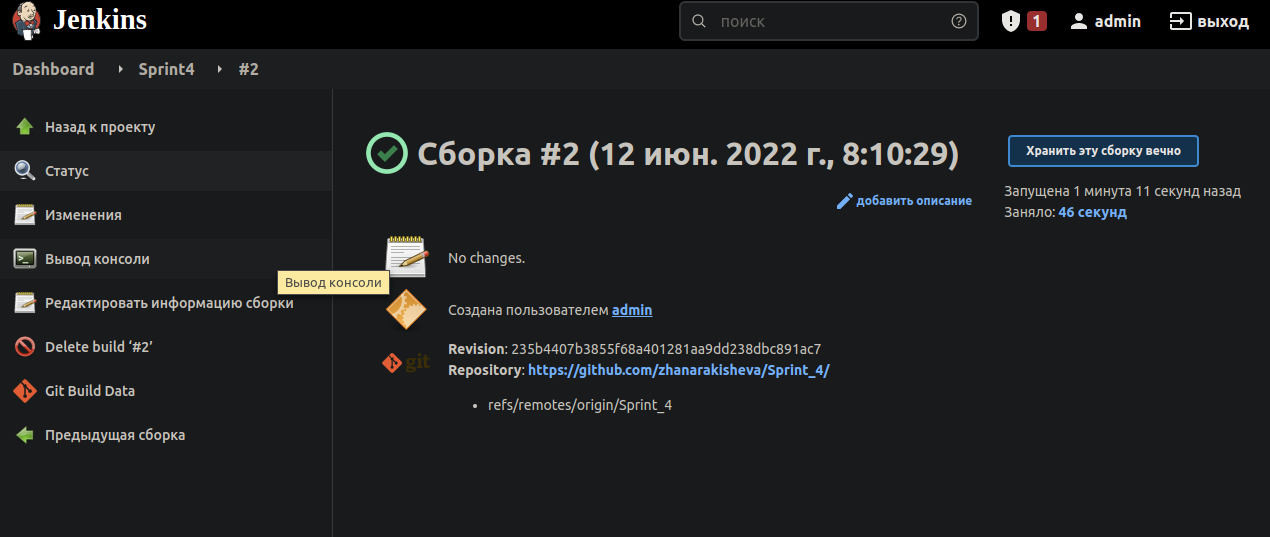 Jenkins
поиск
1
admin
выход
Dashboard
Sprint4
#2
Назад к проекту
Статус
Изменения
Вывод консоли
Вывод консоли
Редактировать информацию сборки
Delete build ‘#2’
Git Build Data
Предыдущая сборка
Сборка #2 (12 июн. 2022 г., 8:10:29)
Хранить эту сборку вечно
добавить описание
Запущена 1 минута 11 секунд назад
Заняло: 46 секунд
No changes.
Создана пользователем admin
git
Revision: 235b4407b3855f68a401281aa9dd238dbc891ac7
Repository: https://github.com/zhanarakisheva/Sprint_4/
• refs/remotes/origin/Sprint_4